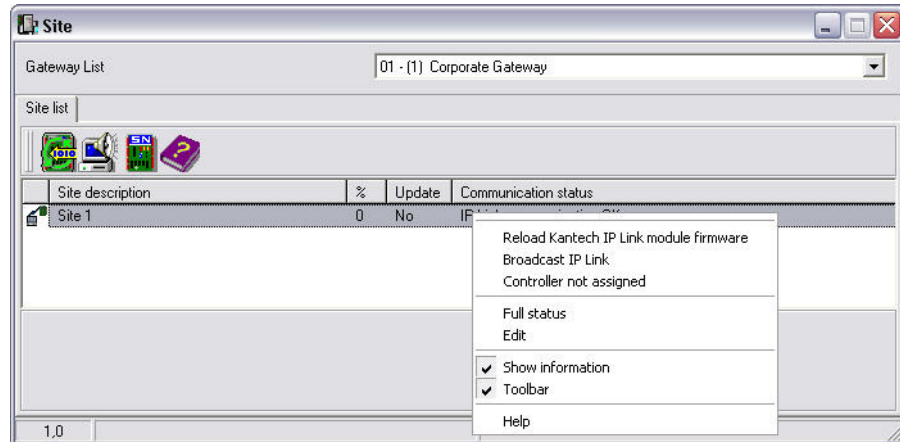 Site
Gateway List
01 - (1) Corporate Gateway
Site list
1010
SN
?
Site description % Update Communication status
Site 1 0 No
Reload Kantech IP Link module firmware
Broadcast IP Link
Controller not assigned
Full status
Edit
Show information
Toolbar
Help
1,0